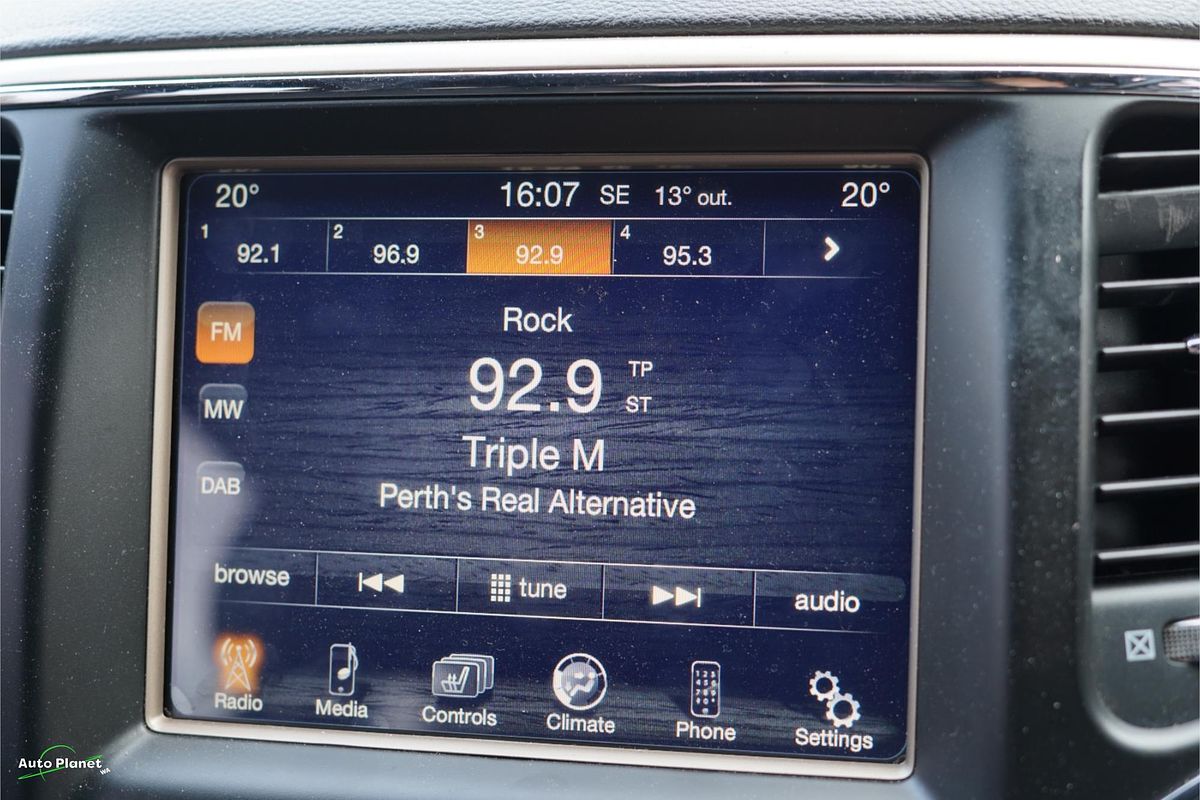 20° 16:07 SE 13° out. 20°
1 92.1 2 96.9 3 92.9 4 95.3
Rock
FM
92.9 TP
ST
MW
Triple M
DAB
Perth's Real Alternative
browse tune audio
Radio Media Controls Climate Phone Settings
Auto Planet
WA